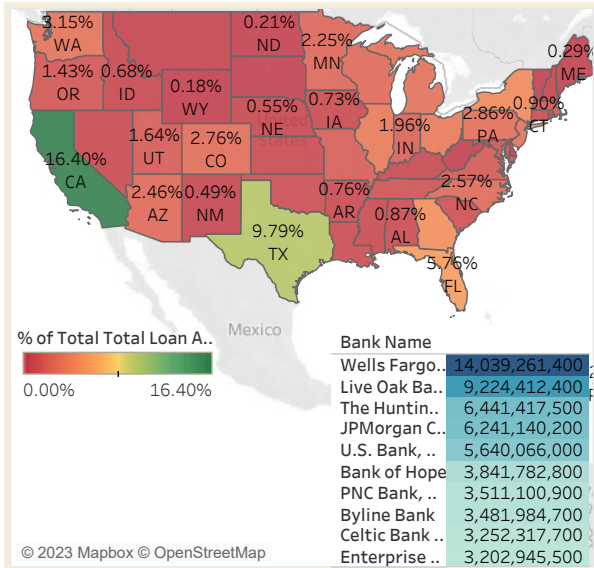 3.15%
WA
0.21%
ND
2.25%
MN
0.29%
ME
1.43%
OR
0.68%
ID
0.18%
WY
0.55%
NE
0.73%
IA
United
States
1.96%
IN
2.86%
PA
0.90%
CT
16.40%
CA
1.64%
UT
2.76%
CO
2.46%
AZ
0.49%
NM
0.76%
AR
0.87%
AL
2.57%
NC
9.79%
TX
5.76%
FL
Mexico
% of Total Total Loan A..
0.00% 16.40%
Bank Name
Wells Fargo.. 14,039,261,400
Live Oak Ba.. 9,224,412,400
The Huntin.. 6,441,417,500
JPMorgan C.. 6,241,140,200
U.S. Bank, .. 5,640,066,000
Bank of Hope 3,841,782,800
PNC Bank, .. 3,511,100,900
Byline Bank 3,481,984,700
Celtic Bank .. 3,252,317,700
Enterprise .. 3,202,945,500
© 2023 Mapbox © OpenStreetMap